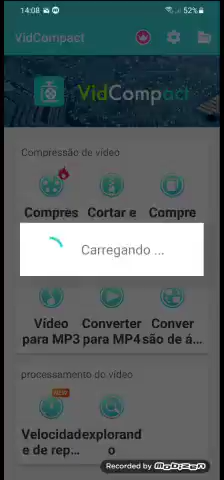 14:08 52%
VidCompact
VidCompact
Compressão de vídeo
Compres Cortar e Compre
Carregando ...
Vídeo Converter Conver
para MP3 para MP4 são de á...
processamento do vídeo
NEW
Velocidad explorand
e de rep... o
Recorded by Mobizen